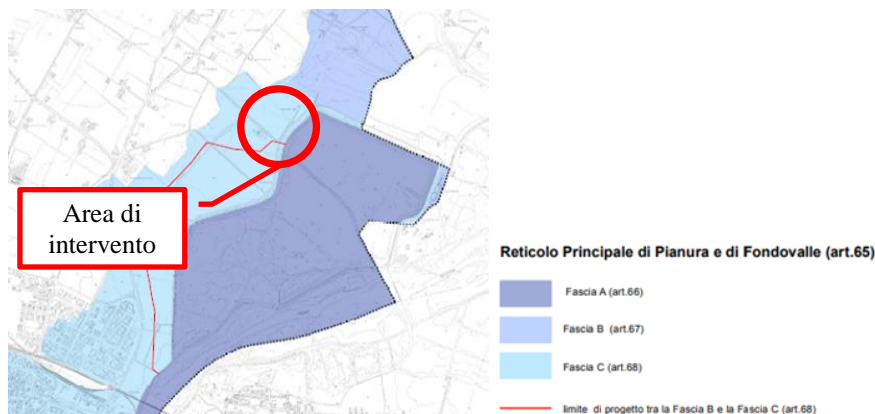 Area di
intervento
Reticolo Principale di Pianura e di Fondovalle (art.65)
Fascia A (art.66)
Fascia B (art.67)
Fascia C (art.68)
limite di progetto tra la Fascia B e la Fascia C (art.68)